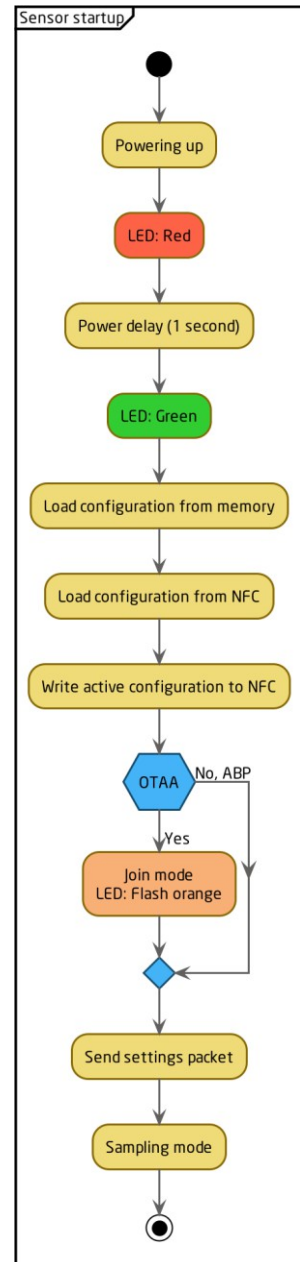 Sensor startup
Powering up
LED: Red
Power delay (1 second)
LED: Green
Load configuration from memory
Load configuration from NFC
Write active configuration to NFC
OTAA
No, ABP
Yes
Join mode
LED: Flash orange
Send settings packet
Sampling mode